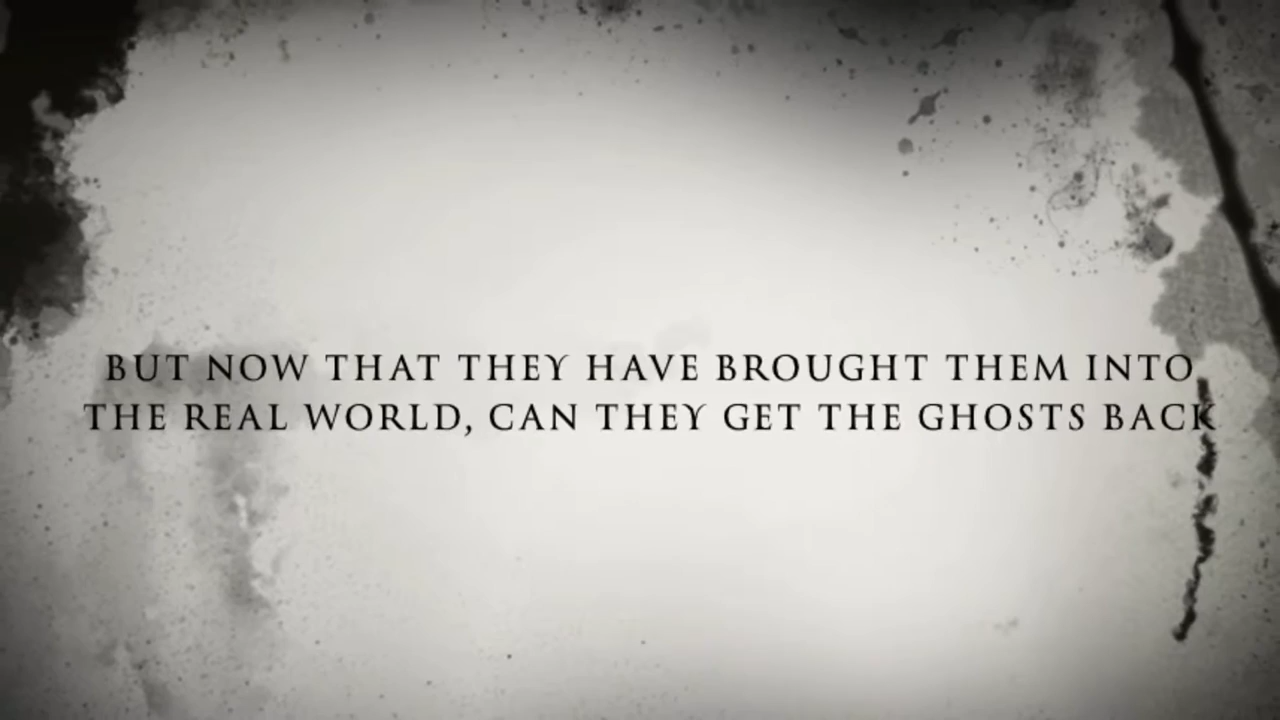 BUT NOW THAT THEY HAVE BROUGHT THEM INTO
THE REAL WORLD, CAN THEY GET THE GHOSTS BACK